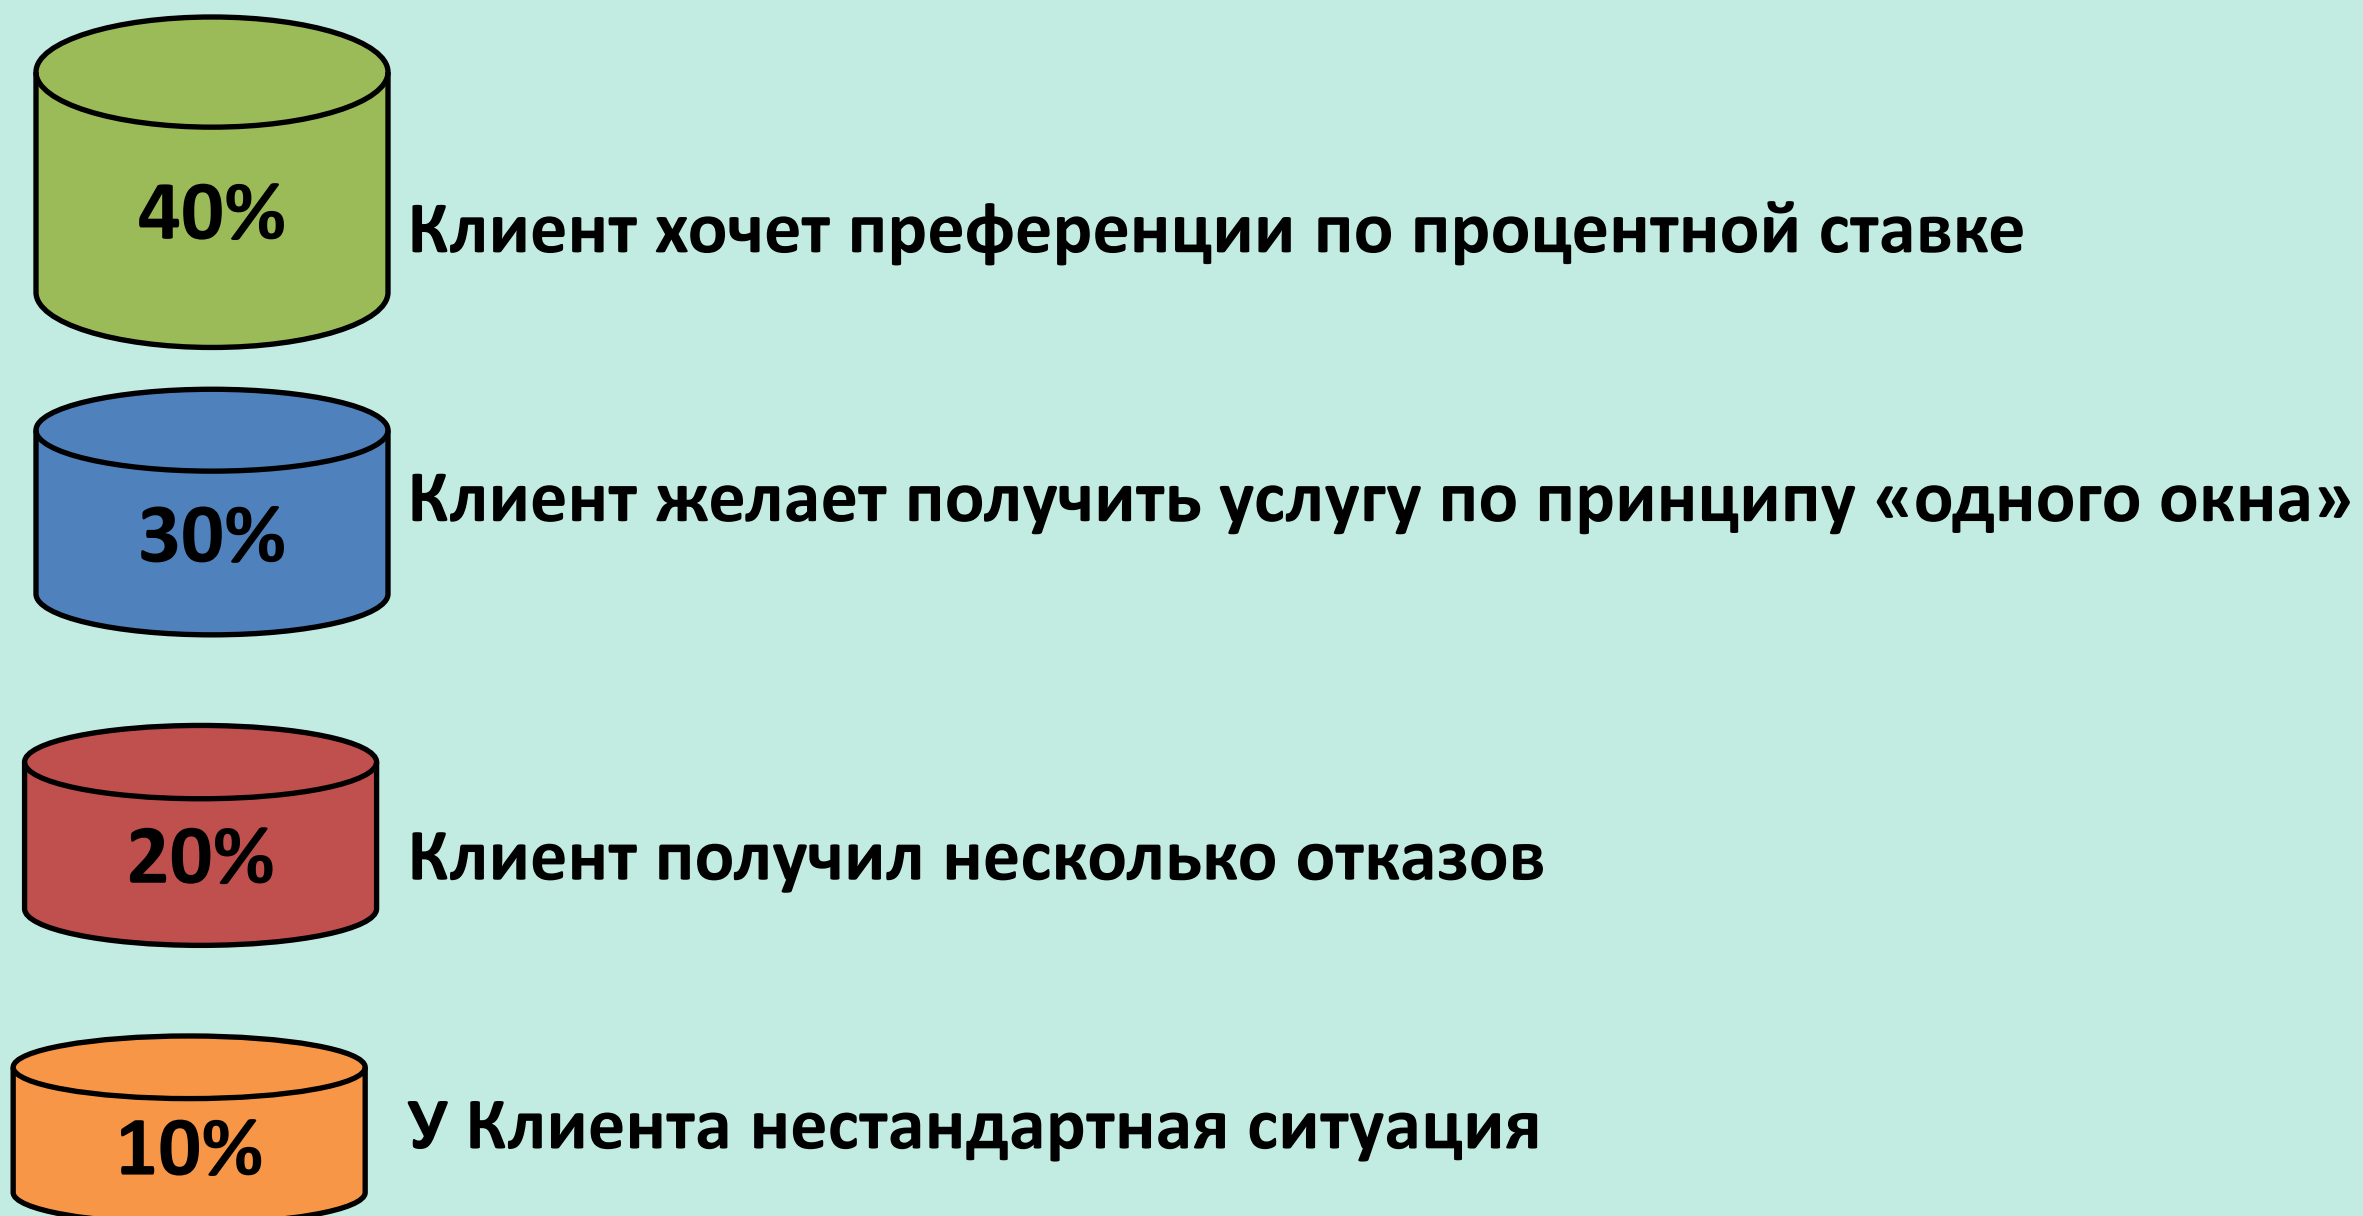 40%
Клиент хочет преференции по процентной ставке
30%
Клиент желает получить услугу по принципу «одного окна»
20%
Клиент получил несколько отказов
10%
У Клиента нестандартная ситуация